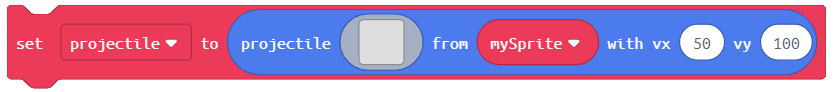 set projectile to projectile from mySprite with vx 50 vy 100